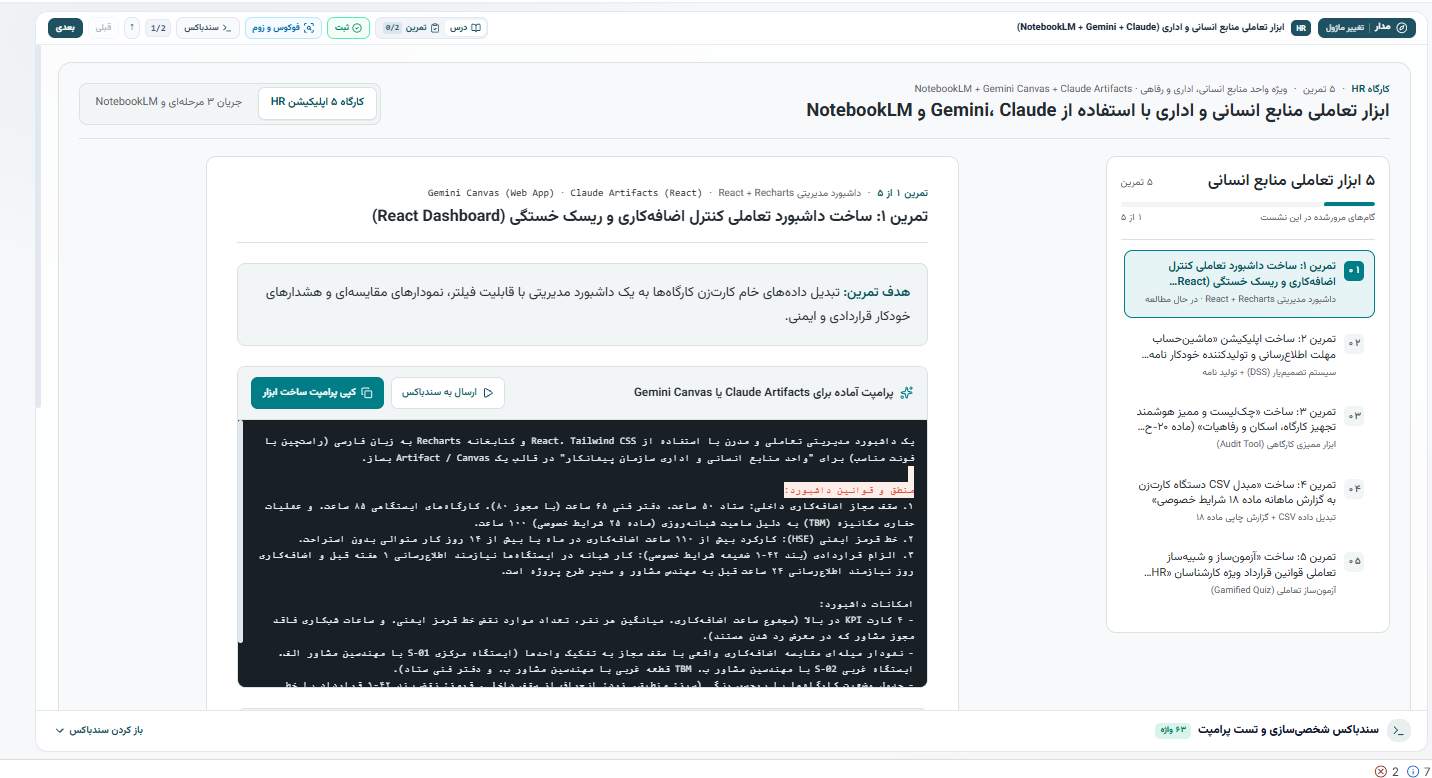 مدار | تغییر ماژول
HR
ابزار تعاملی منابع انسانی و اداری (NotebookLM + Gemini + Claude)
درس
تمرین 0/2
ثبت
فوکوس و زوم
سندباکس
1/2
↑
قبلی
بعدی
کارگاه HR · ۵ تمرین · ویژه واحد منابع انسانی، اداری و رفاهی · NotebookLM + Gemini Canvas + Claude Artifacts
ابزار تعاملی منابع انسانی و اداری با استفاده از Gemini، Claude و NotebookLM
کارگاه ۵ اپلیکیشن HR
جریان ۳ مرحله‌ای و NotebookLM
۵ ابزار تعاملی منابع انسانی
۵ تمرین
گام‌های مرورشده در این نشست
۱ از ۵
۰۱
تمرین ۱: ساخت داشبورد تعاملی کنترل
اضافه‌کاری و ریسک خستگی (React...
داشبورد مدیریتی React + Recharts · در حال مطالعه
۰۲
تمرین ۲: ساخت اپلیکیشن «ماشین‌حساب
مهلت اطلاع‌رسانی و تولیدکننده خودکار نامه...
سیستم تصمیم‌یار (DSS) + تولید نامه
۰۳
تمرین ۳: ساخت «چک‌لیست و ممیز هوشمند
تجهیز کارگاه، اسکان و رفاهیات» (ماده ۲۰-ح...
ابزار ممیزی کارگاهی (Audit Tool)
۰۴
تمرین ۴: ساخت «مبدل CSV دستگاه کارت‌زن
به گزارش ماهانه ماده ۱۸ شرایط خصوصی»
تبدیل داده CSV + گزارش چاپی ماده ۱۸
۰۵
تمرین ۵: ساخت «آزمون‌ساز و شبیه‌ساز
تعاملی قوانین قرارداد ویژه کارشناسان HR»...
آزمون‌ساز تعاملی (Gamified Quiz)
تمرین ۱ از ۵ · داشبورد مدیریتی React + Recharts · Gemini Canvas (Web App) · Claude Artifacts (React)
تمرین ۱: ساخت داشبورد تعاملی کنترل اضافه‌کاری و ریسک خستگی (React Dashboard)
هدف تمرین: تبدیل داده‌های خام کارت‌زن کارگاه‌ها به یک داشبورد مدیریتی با قابلیت فیلتر، نمودارهای مقایسه‌ای و هشدارهای
خودکار قراردادی و ایمنی.
پرامپت آماده برای Claude Artifacts یا Gemini Canvas
ارسال به سندباکس
کپی پرامپت ساخت ابزار
یک داشبورد مدیریتی تعاملی و مدرن با استفاده از React، Tailwind CSS و کتابخانه Recharts به زبان فارسی (راست‌چین با
فونت مناسب) برای "واحد منابع انسانی و اداری سازمان پیمانکار" در قالب یک Artifact / Canvas بساز.
منطق و قوانین داشبورد:
۱. سقف مجاز اضافه‌کاری داخلی: ستاد ۵۰ ساعت، دفتر فنی ۶۵ ساعت (با مجوز ۸۰)، کارگاه‌های ایستگاهی ۸۵ ساعت، و عملیات
حفاری مکانیزه (TBM) به دلیل ماهیت شبانه‌روزی (ماده ۲۵ شرایط خصوصی) ۱۰۰ ساعت.
۲. خط قرمز ایمنی (HSE): کارکرد بیش از ۱۱۰ ساعت اضافه‌کاری در ماه یا بیش از ۱۴ روز کار متوالی بدون استراحت.
۳. الزام قراردادی (بند ۴۲-۱ ضمیمه شرایط خصوصی): کار شبانه در ایستگاه‌ها نیازمند اطلاع‌رسانی ۱ هفته قبل و اضافه‌کاری
روز نیازمند اطلاع‌رسانی ۲۴ ساعت قبل به مهندس مشاور و مدیر طرح پروژه است.
امکانات داشبورد:
- ۴ کارت KPI در بالا (مجموع ساعت اضافه‌کاری، میانگین هر نفر، تعداد موارد نقض خط قرمز ایمنی، و ساعات شبکاری فاقد
مجوز مشاور که در معرض رد شدن هستند).
- نمودار میله‌ای مقایسه اضافه‌کاری واقعی با سقف مجاز به تفکیک واحدها (ایستگاه مرکزی S-01 با مهندسین مشاور الف،
ایستگاه غربی S-02 با مهندسین مشاور ب، TBM قطعه غربی با مهندسین مشاور ب، و دفتر فنی ستاد).
سندباکس شخصی‌سازی و تست پرامپت
۶۳ واژه
باز کردن سندباکس
2
7